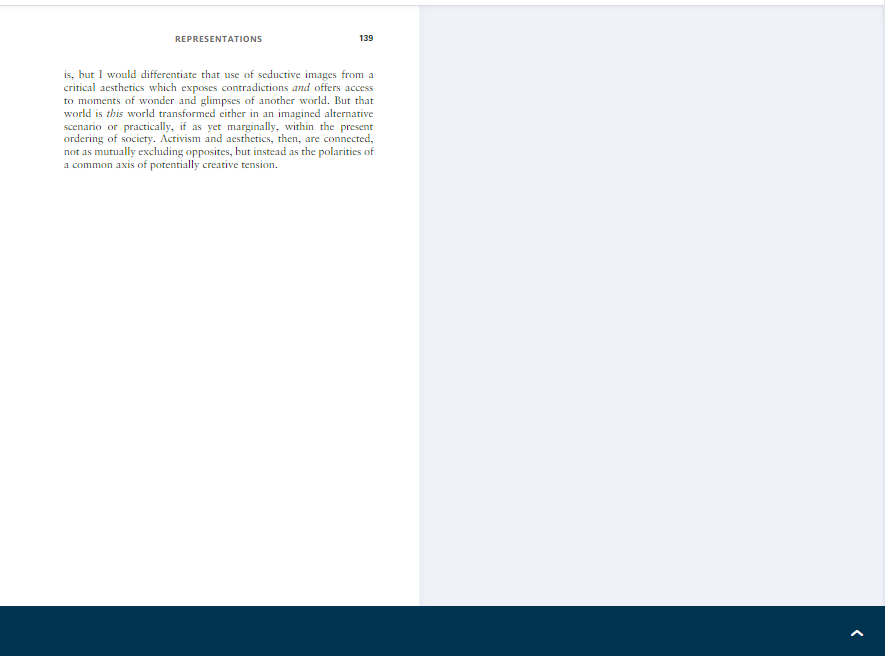 REPRESENTATIONS 139
is, but I would differentiate that use of seductive images from a
critical aesthetics which exposes contradictions and offers access
to moments of wonder and glimpses of another world. But that
world is this world transformed either in an imagined alternative
scenario or practically, if as yet marginally, within the present
ordering of society. Activism and aesthetics, then, are connected,
not as mutually excluding opposites, but instead as the polarities of
a common axis of potentially creative tension.